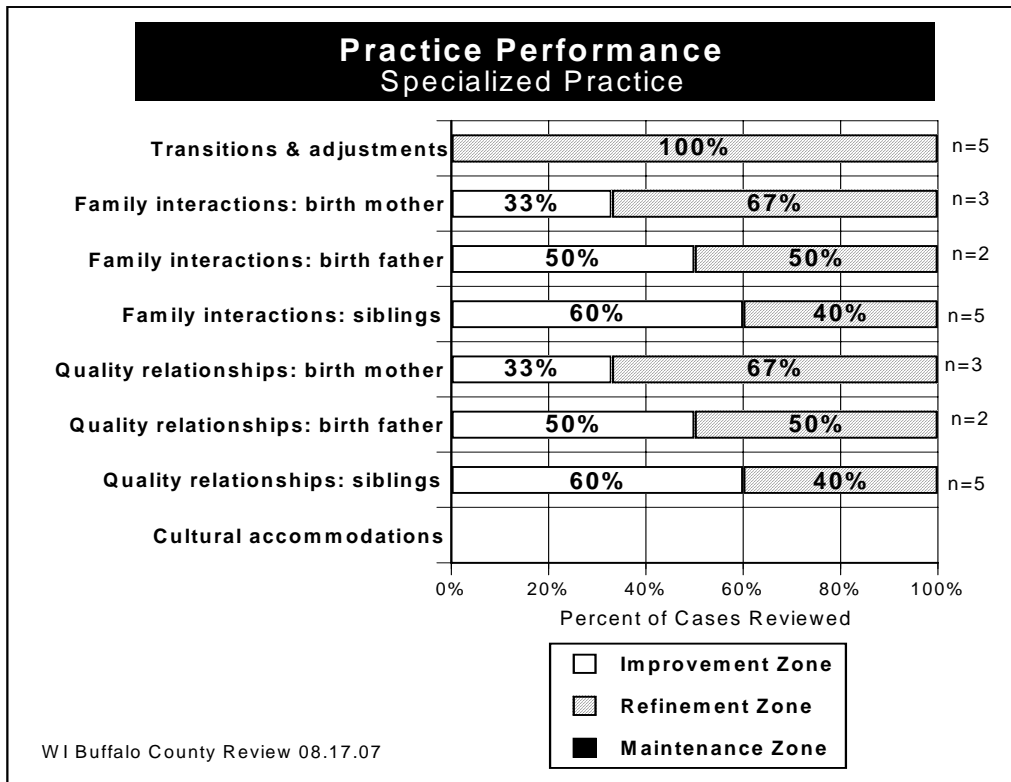 Practice Performance
Specialized Practice
Transitions & adjustments 100% n=5
Family interactions: birth mother 33% 67% n=3
Family interactions: birth father 50% 50% n=2
Family interactions: siblings 60% 40% n=5
Quality relationships: birth mother 33% 67% n=3
Quality relationships: birth father 50% 50% n=2
Quality relationships: siblings 60% 40% n=5
Cultural accommodations
0% 20% 40% 60% 80% 100%
Percent of Cases Reviewed
Improvement Zone
Refinement Zone
Maintenance Zone
WI Buffalo County Review 08.17.07